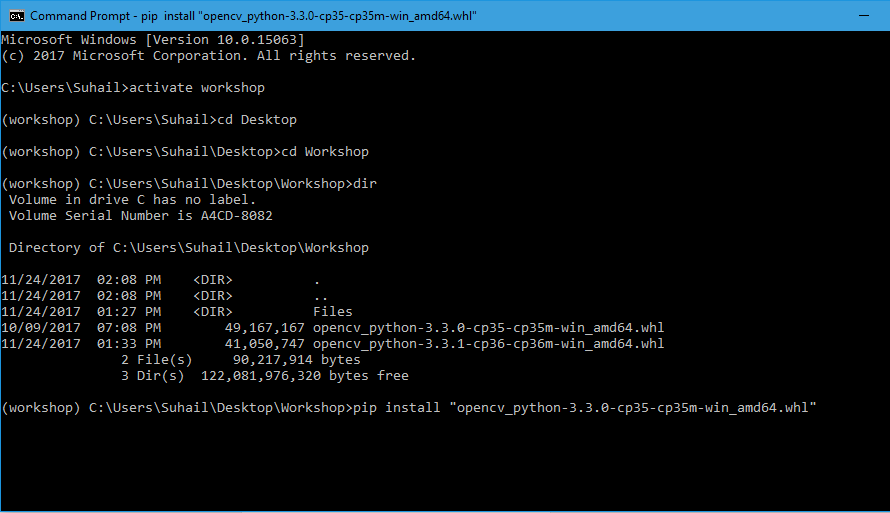 Command Prompt - pip  install "opencv_python-3.3.0-cp35-cp35m-win_amd64.whl"
Microsoft Windows [Version 10.0.15063]
(c) 2017 Microsoft Corporation. All rights reserved.
C:\Users\Suhail>activate workshop
(workshop) C:\Users\Suhail>cd Desktop
(workshop) C:\Users\Suhail\Desktop>cd Workshop
(workshop) C:\Users\Suhail\Desktop\Workshop>dir
 Volume in drive C has no label.
 Volume Serial Number is A4CD-8082
 Directory of C:\Users\Suhail\Desktop\Workshop
11/24/2017  02:08 PM    <DIR>          .
11/24/2017  02:08 PM    <DIR>          ..
11/24/2017  01:27 PM    <DIR>          Files
10/09/2017  07:08 PM        49,167,167 opencv_python-3.3.0-cp35-cp35m-win_amd64.whl
11/24/2017  01:33 PM        41,050,747 opencv_python-3.3.1-cp36-cp36m-win_amd64.whl
               2 File(s)     90,217,914 bytes
               3 Dir(s)  122,081,976,320 bytes free
(workshop) C:\Users\Suhail\Desktop\Workshop>pip install "opencv_python-3.3.0-cp35-cp35m-win_amd64.whl"